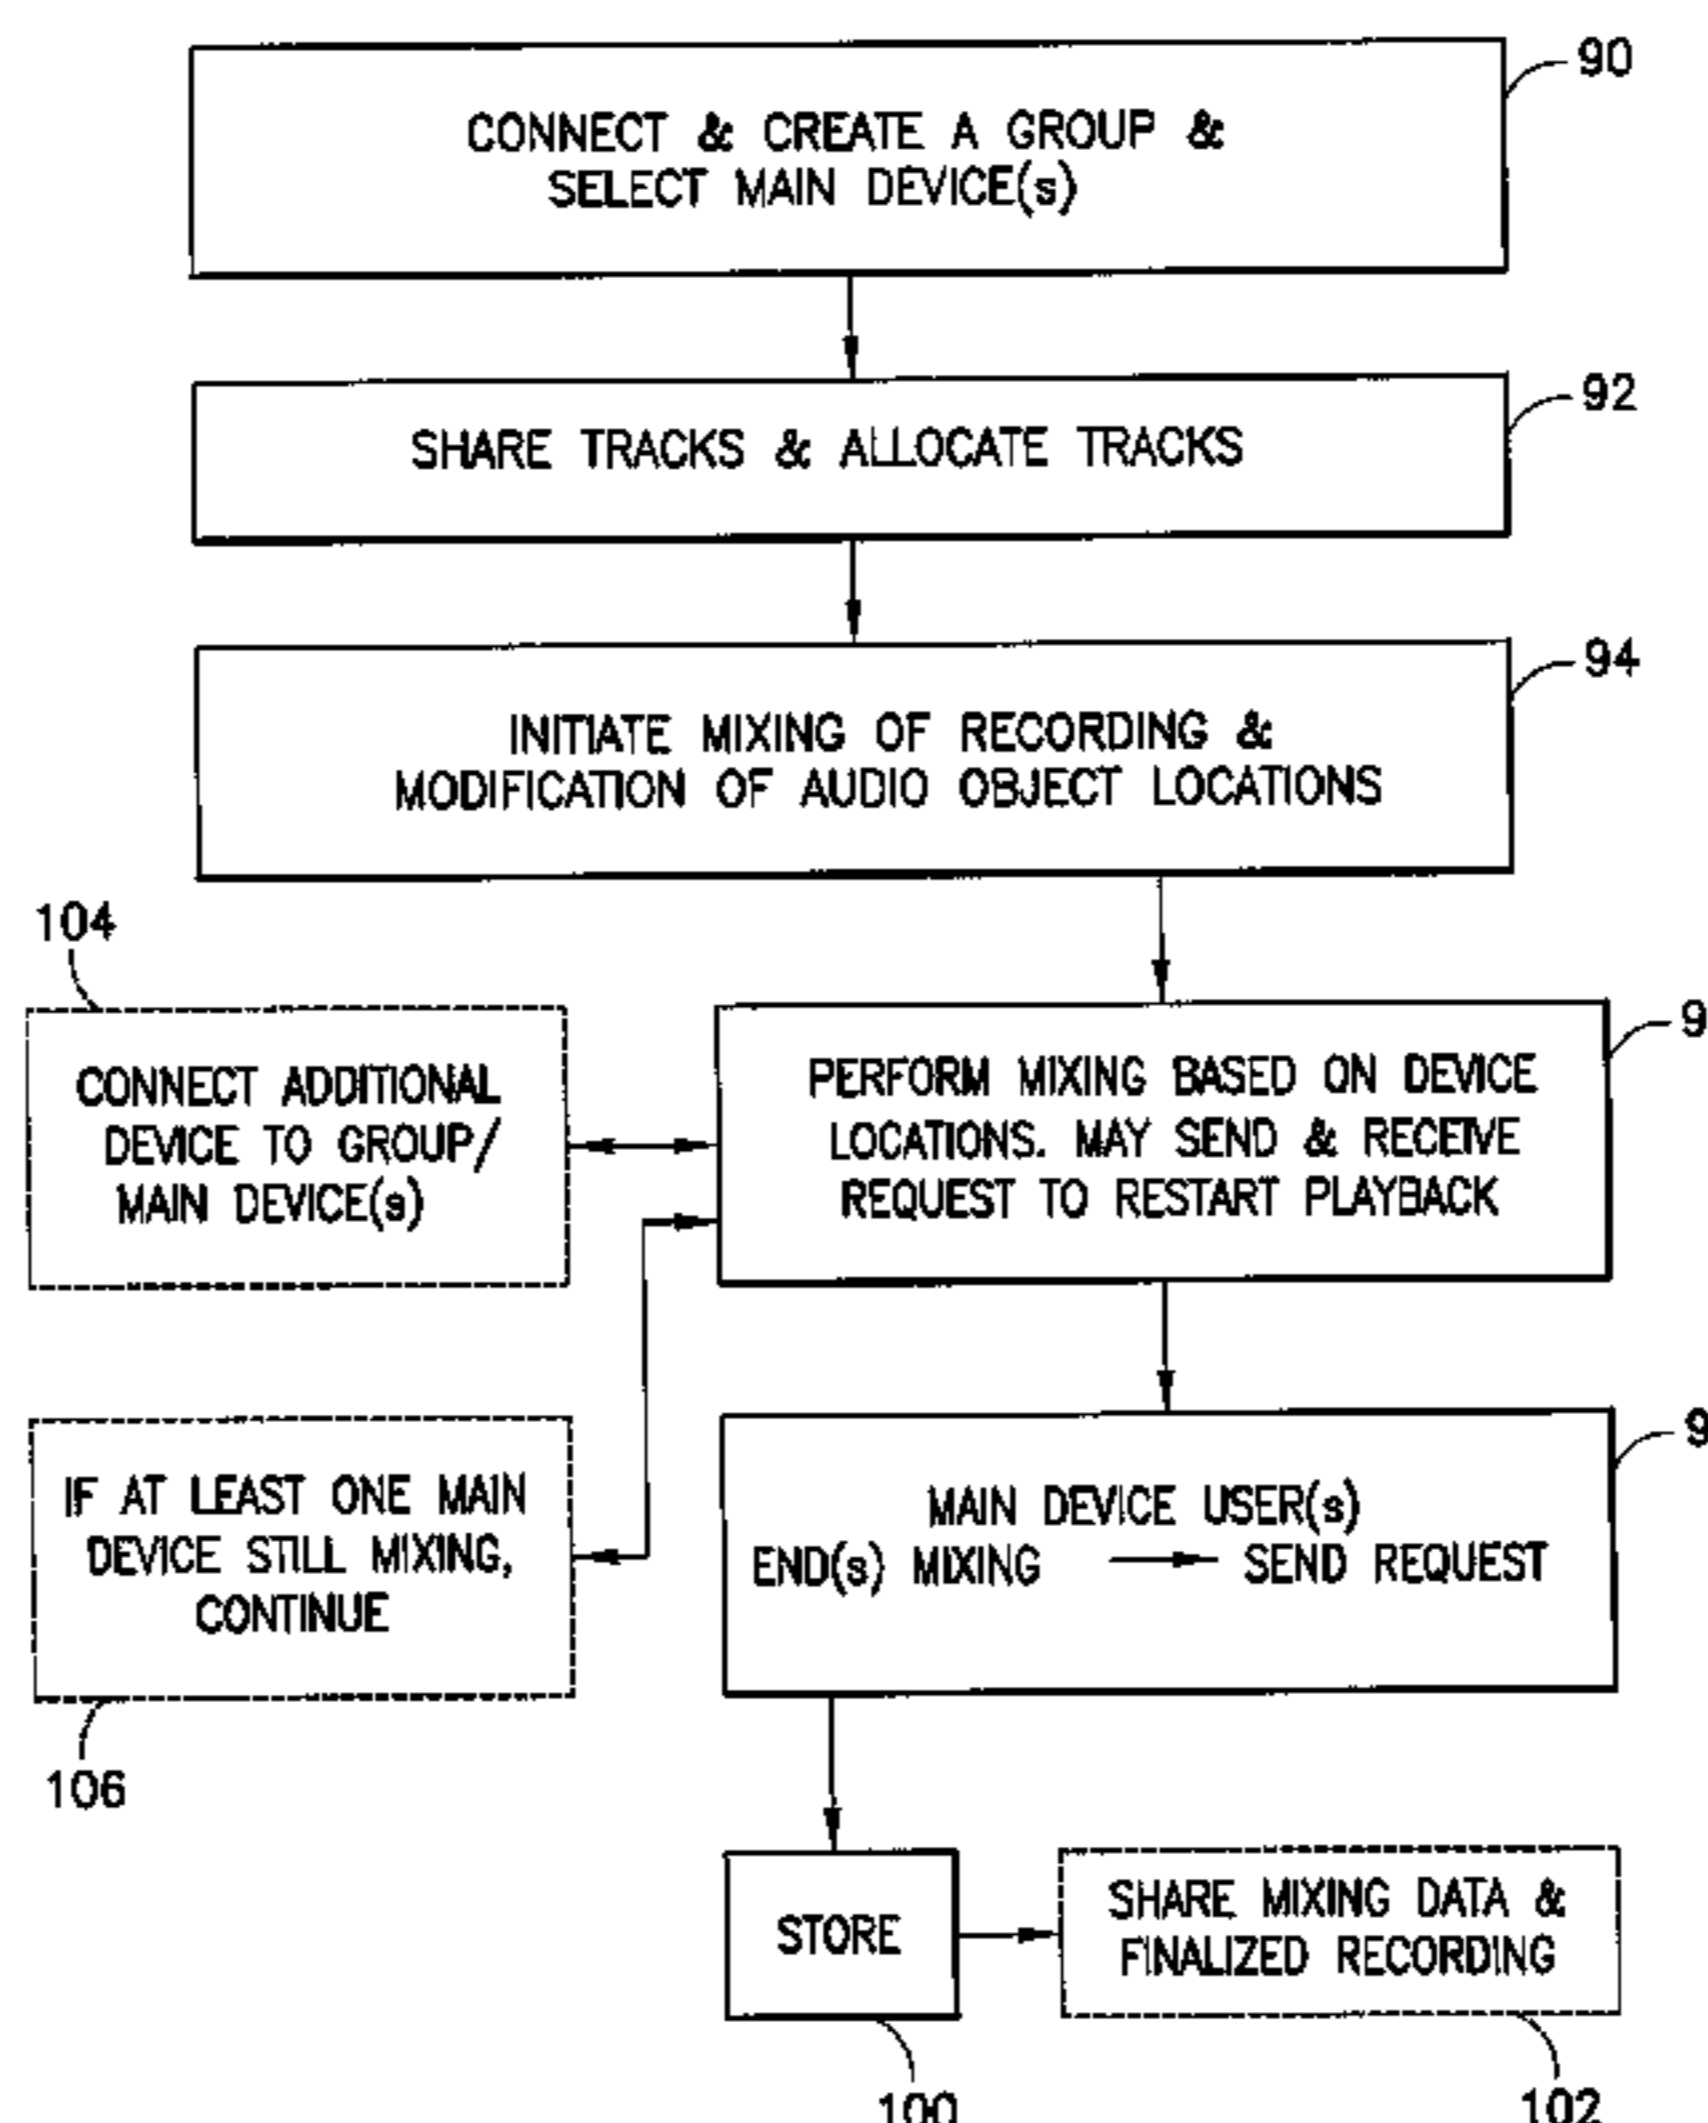 90
CONNECT & CREATE A GROUP &
SELECT MAIN DEVICE(s)
92
SHARE TRACKS & ALLOCATE TRACKS
94
INITIATE MIXING OF RECORDING &
MODIFICATION OF AUDIO OBJECT LOCATIONS
104
CONNECT ADDITIONAL
DEVICE TO GROUP/
MAIN DEVICE(s)
9
PERFORM MIXING BASED ON DEVICE
LOCATIONS. MAY SEND & RECEIVE
REQUEST TO RESTART PLAYBACK
IF AT LEAST ONE MAIN
DEVICE STILL MIXING,
CONTINUE
106
9
MAIN DEVICE USER(s)
END(s) MIXING → SEND REQUEST
STORE
100
SHARE MIXING DATA &
FINALIZED RECORDING
102